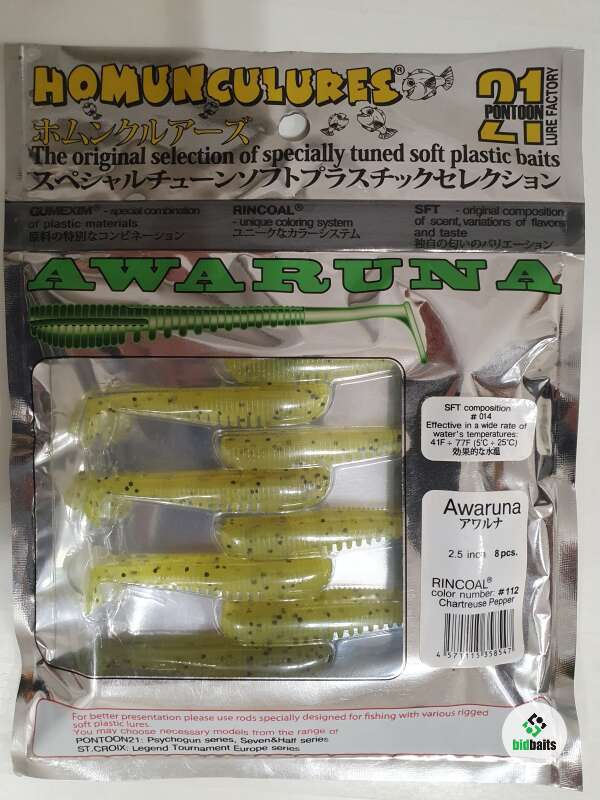 HOMUNCULURES®
ホムンクルアーズ
21
PONTOON
LURE FACTORY
The original selection of specially tuned soft plastic baits
スペシャルチューンソフトプラスチックセレクション
GUMEXIM® - special combination
of plastic materials
原料の特別なコンビネーション
RINCOAL®
- unique coloring system
ユニークなカラーシステム
SFT - original composition
of scent, variations of flavors
and taste
独自の匂いのバリエーション
AWARUNA
SFT composition
# 014
Effective in a wide rate of
water's temperatures:
41F ÷ 77F (5℃ ÷ 25℃)
効果的な水温
Awaruna
アワルナ
2.5 inch 8 pcs.
RINCOAL®
color number: #112
Chartreuse Pepper
4 571115 358547
For better presentation please use rods specially designed for fishing with various rigged
soft plastic lures.
You may choose necessary models from the range of
PONTOON21: Psychogun series, Seven&Half series
ST.CROIX: Legend Tournament Europe series
bidbaits